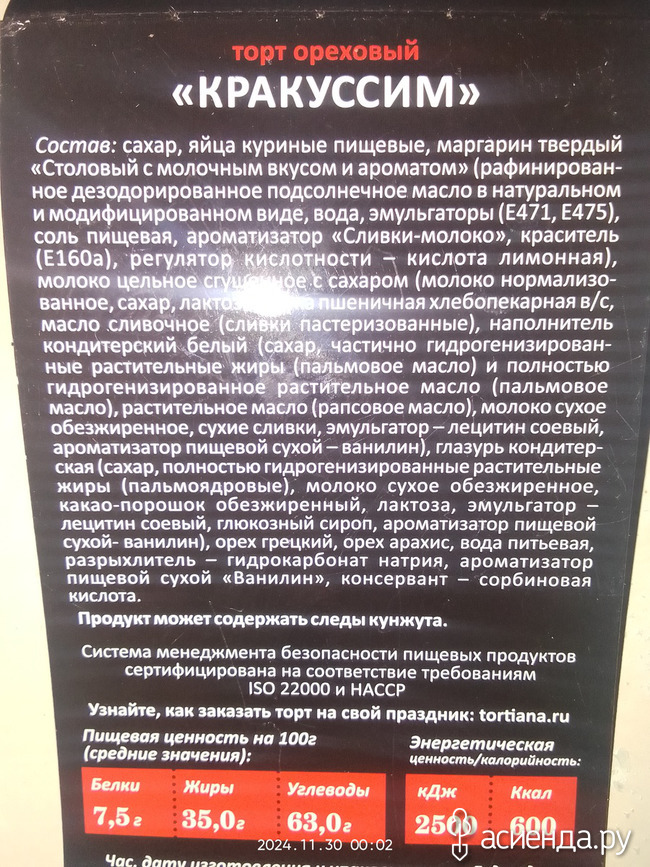 торт ореховый
«КРАКУССИМ»
Состав: сахар, яйца куриные пищевые, маргарин твердый
«Столовый с молочным вкусом и ароматом» (рафинирован-
ное дезодорированное подсолнечное масло в натуральном
и модифицированном виде, вода, эмульгаторы (Е471, Е475),
соль пищевая, ароматизатор «Сливки-молоко», краситель
(Е160а), регулятор кислотности – кислота лимонная),
молоко цельное сгущенное с сахаром (молоко нормализо-
ванное, сахар, пшеничная хлебопекарная в/с,
масло сливочное (сливки пастеризованные), наполнитель
кондитерский белый (сахар, частично гидрогенизирован-
ные растительные жиры (пальмовое масло) и полностью
гидрогенизированное растительное масло (пальмовое
масло), растительное масло (рапсовое масло), молоко сухое
обезжиренное, сухие сливки, эмульгатор – лецитин соевый,
ароматизатор пищевой сухой – ванилин), глазурь кондитер-
ская (сахар, полностью гидрогенизированные растительные
жиры (пальмоядровые), молоко сухое обезжиренное,
какао-порошок обезжиренный, лактоза, эмульгатор –
лецитин соевый, глюкозный сироп, ароматизатор пищевой
сухой- ванилин), орех грецкий, орех арахис, вода питьевая,
разрыхлитель – гидрокарбонат натрия, ароматизатор
пищевой сухой «Ванилин», консервант – сорбиновая
кислота.
Продукт может содержать следы кунжута.
Система менеджмента безопасности пищевых продуктов
сертифицирована на соответствие требованиям
ISO 22000 и НАССР
Узнайте, как заказать торт на свой праздник: tortiana.ru
Пищевая ценность на 100г
(средние значения):
Энергетическая
ценность/калорийность:
Белки Жиры Углеводы кДж Ккал
7,5г 35,0г 63,0г 2500 600
2024.11.30 00:02
асиенда.ру
Час, дату изготовления и